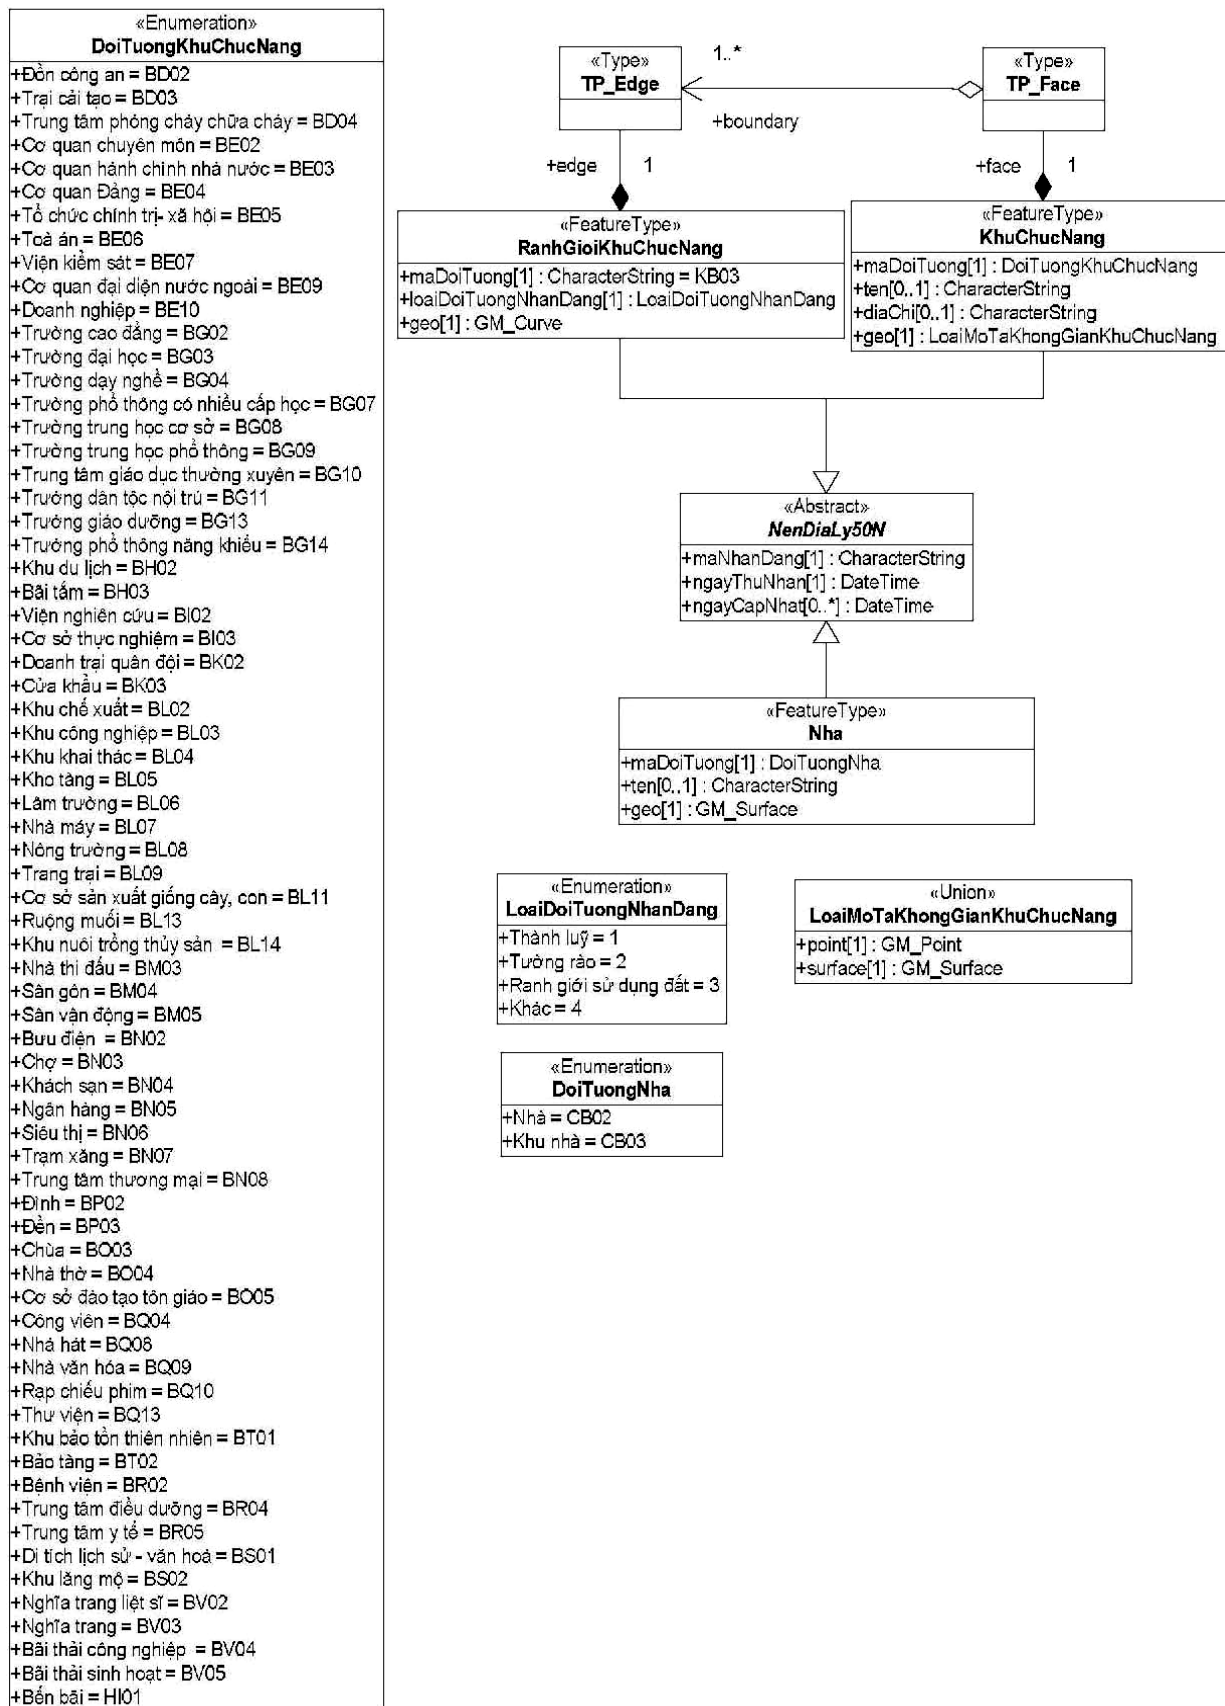 «Enumeration»
DoiTuongKhuChucNang
+Đồn công an = BD02
+Trại cải tạo = BD03
+Trung tâm phòng cháy chữa cháy = BD04
+Cơ quan chuyên môn = BE02
+Cơ quan hành chính nhà nước = BE03
+Cơ quan Đảng = BE04
+Tổ chức chính trị- xã hội = BE05
+Toà án = BE06
+Viện kiểm sát = BE07
+Cơ quan đại diện nước ngoài = BE09
+Doanh nghiệp = BE10
+Trường cao đẳng = BG02
+Trường đại học = BG03
+Trường dạy nghề = BG04
+Trường phổ thông có nhiều cấp học = BG07
+Trường trung học cơ sở = BG08
+Trường trung học phổ thông = BG09
+Trung tâm giáo dục thường xuyên = BG10
+Trường dân tộc nội trú = BG11
+Trường giáo dưỡng = BG13
+Trường phổ thông năng khiếu = BG14
+Khu du lịch = BH02
+Bãi tắm = BH03
+Viện nghiên cứu = BI02
+Cơ sở thực nghiệm = BI03
+Doanh trại quân đội = BK02
+Cửa khẩu = BK03
+Khu chế xuất = BL02
+Khu công nghiệp = BL03
+Khu khai thác = BL04
+Kho tàng = BL05
+Lâm trường = BL06
+Nhà máy = BL07
+Nông trường = BL08
+Trang trại = BL09
+Cơ sở sản xuất giống cây, con = BL11
+Ruộng muối = BL13
+Khu nuôi trồng thủy sản = BL14
+Nhà thi đấu = BM03
+Sân gôn = BM04
+Sân vận động = BM05
+Bưu điện = BN02
+Chợ = BN03
+Khách sạn = BN04
+Ngân hàng = BN05
+Siêu thị = BN06
+Trạm xăng = BN07
+Trung tâm thương mại = BN08
+Đình = BP02
+Đền = BP03
+Chùa = BO03
+Nhà thờ = BO04
+Cơ sở đào tạo tôn giáo = BO05
+Công viên = BQ04
+Nhà hát = BQ08
+Nhà văn hóa = BQ09
+Rạp chiếu phim = BQ10
+Thư viện = BQ13
+Khu bảo tồn thiên nhiên = BT01
+Bảo tàng = BT02
+Bệnh viện = BR02
+Trung tâm điều dưỡng = BR04
+Trung tâm y tế = BR05
+Di tích lịch sử - văn hoá = BS01
+Khu lăng mộ = BS02
+Nghĩa trang liệt sĩ = BV02
+Nghĩa trang = BV03
+Bãi thải công nghiệp = BV04
+Bãi thải sinh hoạt = BV05
+Bến bãi = HI01
«Type»
TP_Edge
1..*
+boundary
«Type»
TP_Face
+edge
1
+face
1
«FeatureType»
RanhGioiKhuChucNang
+maDoiTuong[1] : CharacterString = KB03
+loaiDoiTuongNhanDang[1] : LoaiDoiTuongNhanDang
+geo[1] : GM_Curve
«FeatureType»
KhuChucNang
+maDoiTuong[1] : DoiTuongKhuChucNang
+ten[0..1] : CharacterString
+diaChi[0..1] : CharacterString
+geo[1] : LoaiMoTaKhongGianKhuChucNang
«Abstract»
NenDiaLy50N
+maNhanDang[1] : CharacterString
+ngayThuNhan[1] : DateTime
+ngayCapNhat[0..*] : DateTime
«FeatureType»
Nha
+maDoiTuong[1] : DoiTuongNha
+ten[0..1] : CharacterString
+geo[1] : GM_Surface
«Enumeration»
LoaiDoiTuongNhanDang
+Thành luỹ = 1
+Tường rào = 2
+Ranh giới sử dụng đất = 3
+Khác = 4
«Union»
LoaiMoTaKhongGianKhuChucNang
+point[1] : GM_Point
+surface[1] : GM_Surface
«Enumeration»
DoiTuongNha
+Nhà = CB02
+Khu nhà = CB03